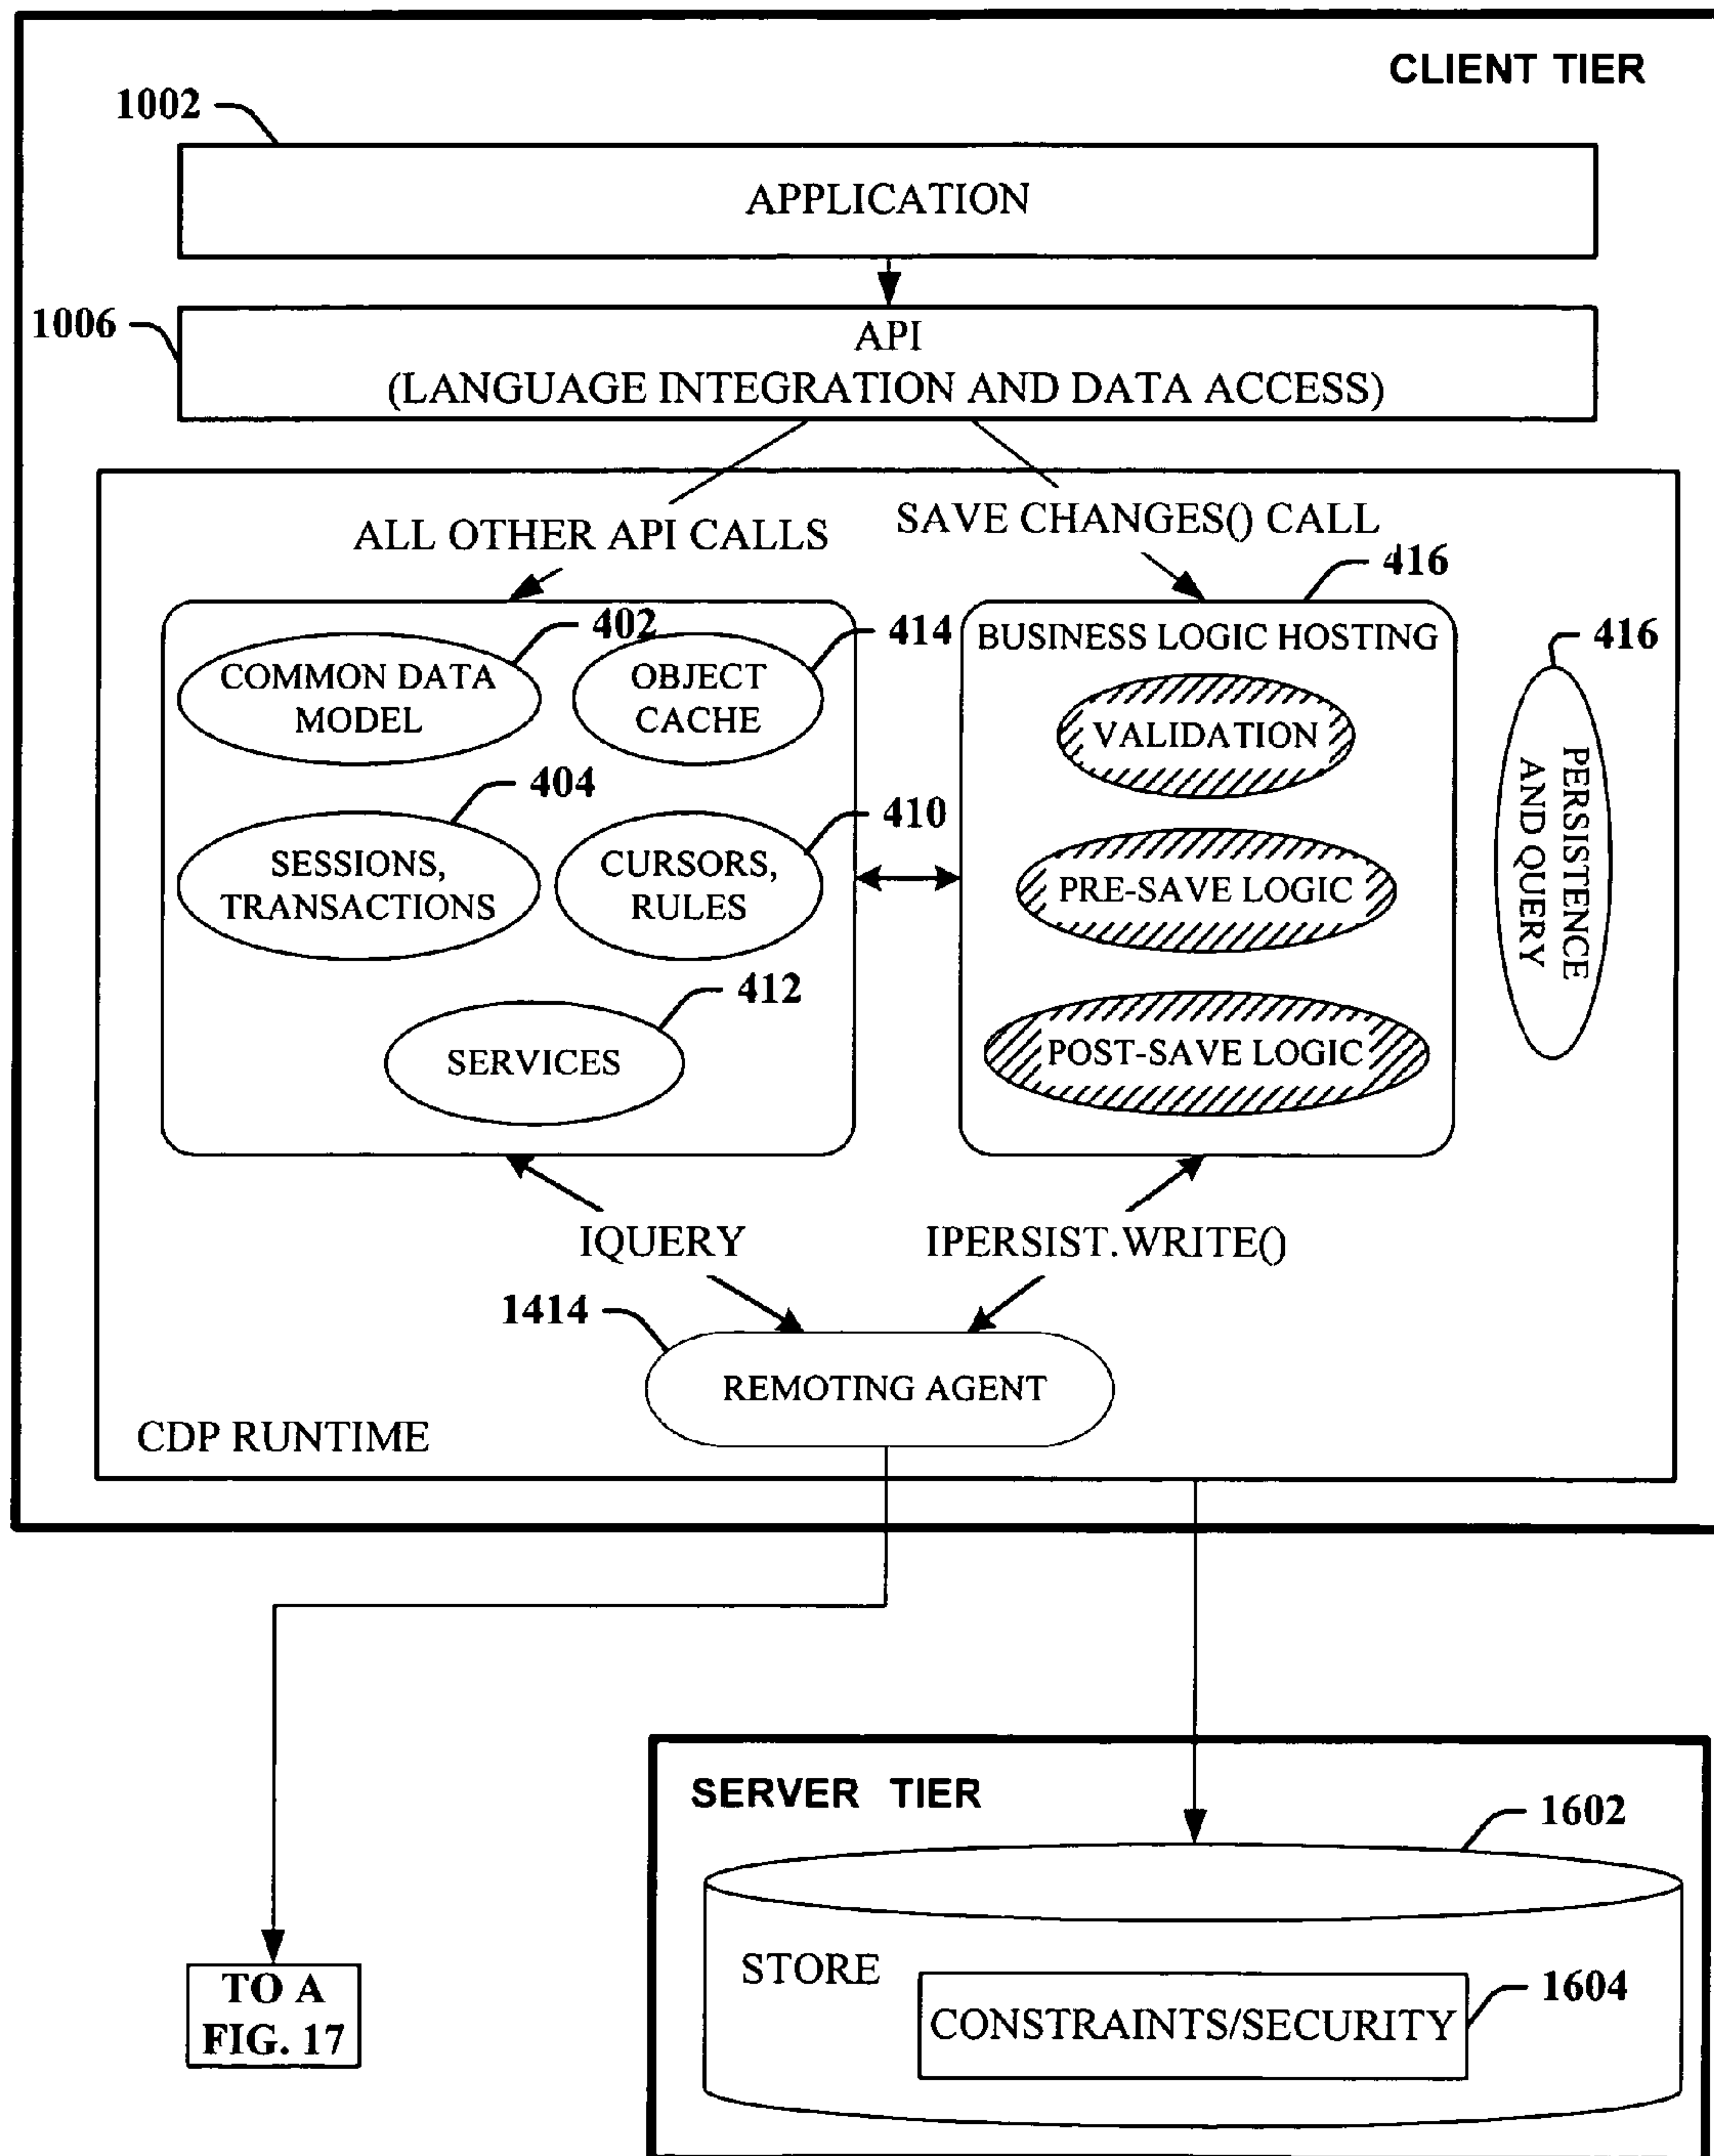 CLIENT TIER
1002
APPLICATION
1006
API
(LANGUAGE INTEGRATION AND DATA ACCESS)
ALL OTHER API CALLS
SAVE CHANGES() CALL
416
402
414
BUSINESS LOGIC HOSTING
416
COMMON DATA
MODEL
OBJECT
CACHE
VALIDATION
PERSISTENCE
AND QUERY
404
410
SESSIONS,
TRANSACTIONS
CURSORS,
RULES
PRE-SAVE LOGIC
412
SERVICES
POST-SAVE LOGIC
IQUERY
IPERSIST.WRITE()
1414
REMOTING AGENT
CDP RUNTIME
SERVER TIER
1602
STORE
1604
CONSTRAINTS/SECURITY
TO A
FIG. 17